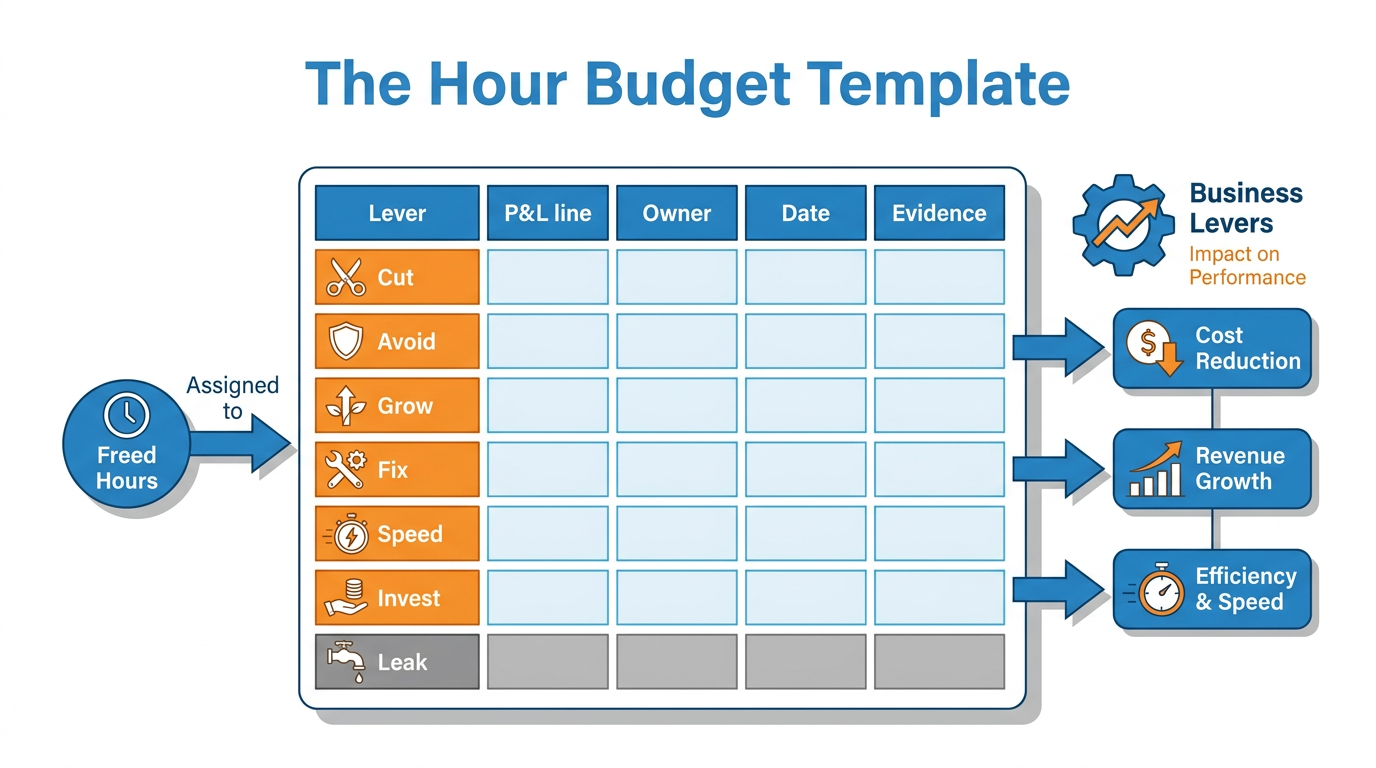 The Hour Budget Template
Lever
P&L line
Owner
Date
Evidence
Cut
Avoid
Grow
Fix
Speed
Invest
Leak
Freed
Hours
Assigned
to
Business
Levers
Impact on
Performance
$
Cost
Reduction
Revenue
Growth
Efficiency
& Speed